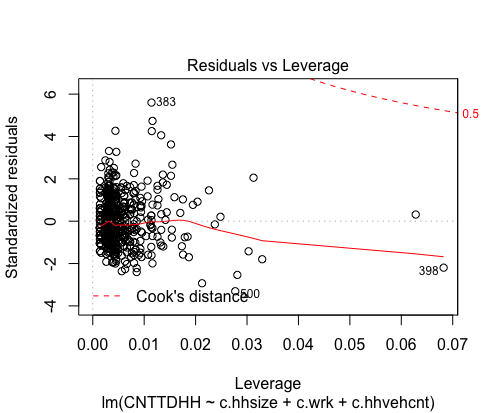 Residuals vs Leverage
Standardized residuals
6
4
2
0
-2
-4
383
0.5
398
500
Cook's distance
0.00 0.01 0.02 0.03 0.04 0.05 0.06 0.07
Leverage
lm(CNTTDHH ~ c.hhsize + c.wrk + c.hhvehcnt)